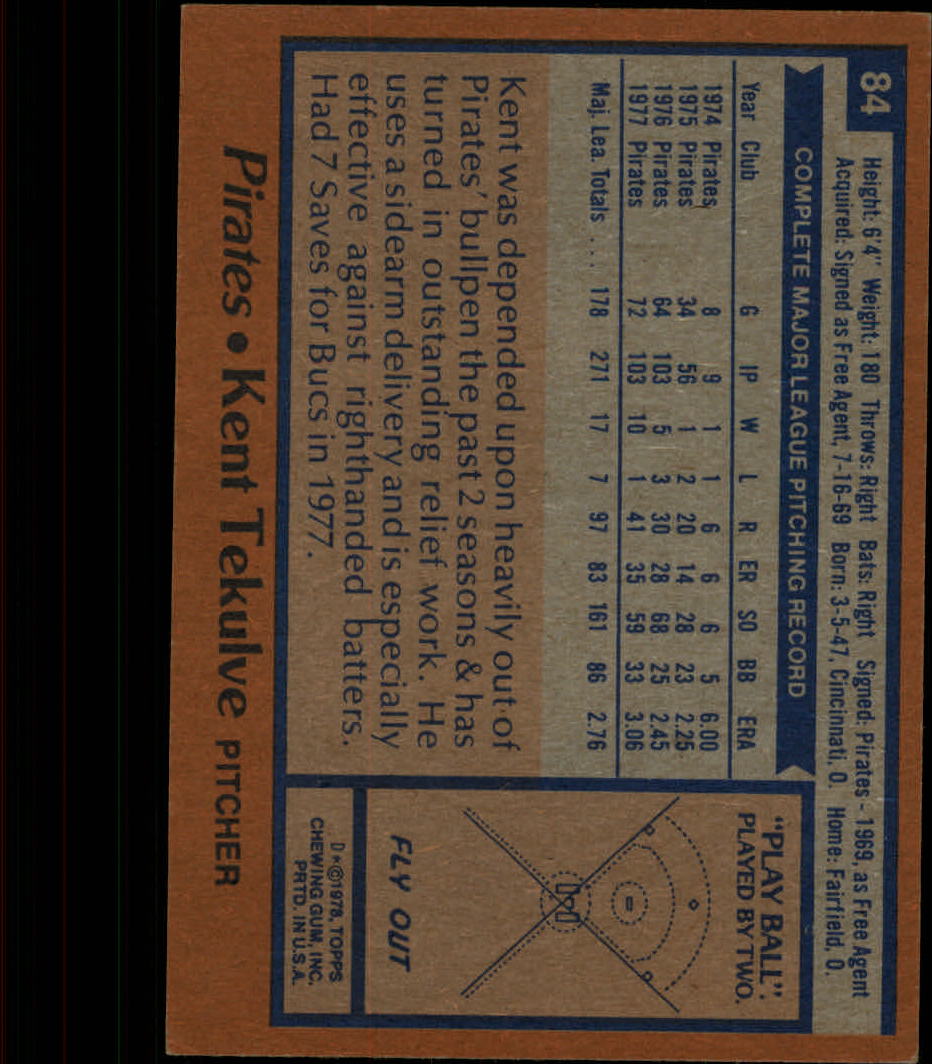 84
Height: 6'4" Weight: 180 Throws: Right Bats: Right Signed: Pirates - 1969, as Free Agent
Acquired: Signed as Free Agent, 7-16-69 Born: 3-5-47, Cincinnati, O. Home: Fairfield, O.
COMPLETE MAJOR LEAGUE PITCHING RECORD
Year Club G IP W L R ER SO BB ERA
1974 Pirates 8 9 1 1 6 6 6 5 6.00
1975 Pirates 34 56 1 2 20 14 28 23 2.25
1976 Pirates 64 103 5 3 30 28 68 25 2.45
1977 Pirates 72 103 10 1 41 35 59 33 3.06
Maj. Lea. Totals . . . 178 271 17 7 97 83 161 86 2.76
Kent was depended upon heavily out of
Pirates' bullpen the past 2 seasons & has
turned in outstanding relief work. He
uses a sidearm delivery and is especially
effective against righthanded batters.
Had 7 Saves for Bucs in 1977.
"PLAY BALL":
PLAYED BY TWO.
FLY OUT
D*©1978, TOPPS
CHEWING GUM, INC.
PRTD. IN U.S.A.
Pirates • Kent Tekulve PITCHER